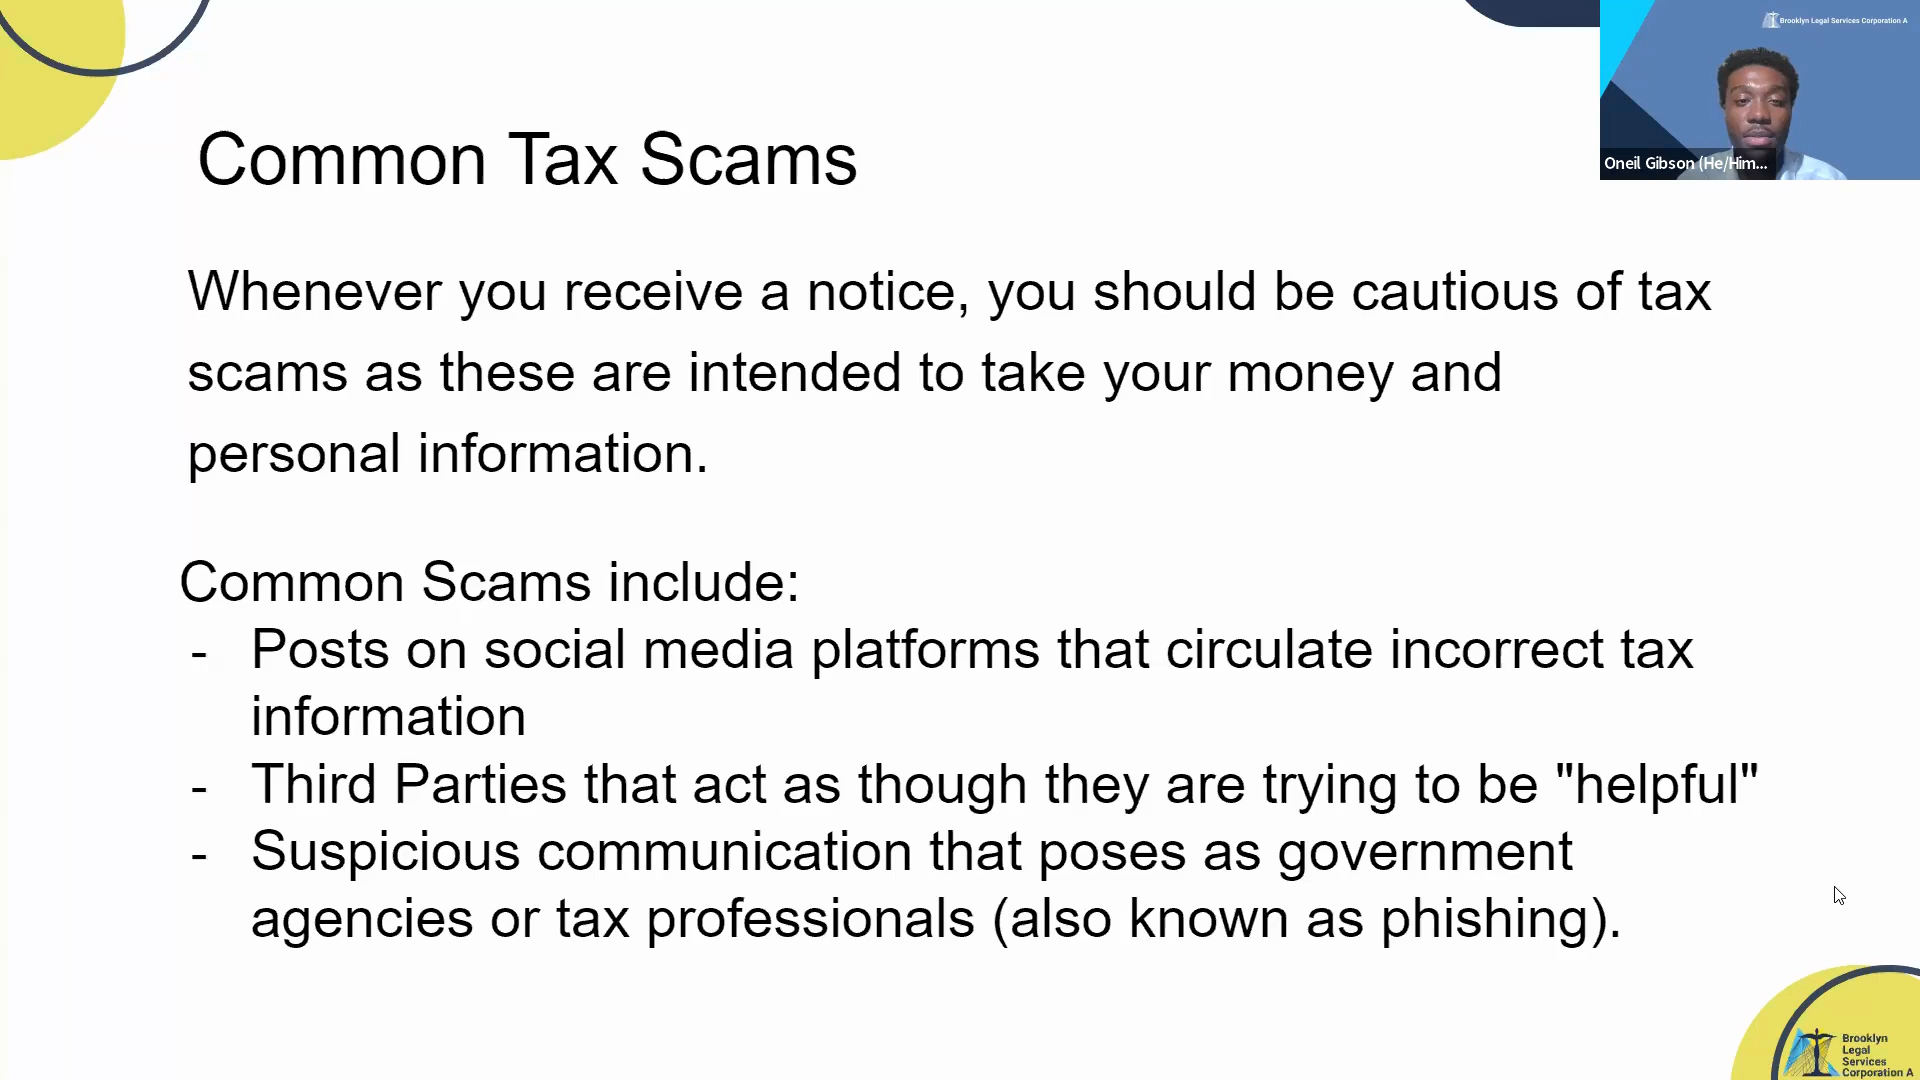 Brooklyn Legal Services Corporation A
Oneil Gibson (He/Him...
Common Tax Scams
Whenever you receive a notice, you should be cautious of tax
scams as these are intended to take your money and
personal information.
Common Scams include:
- Posts on social media platforms that circulate incorrect tax
information
- Third Parties that act as though they are trying to be "helpful"
- Suspicious communication that poses as government
agencies or tax professionals (also known as phishing).
Brooklyn
Legal
Services
Corporation A